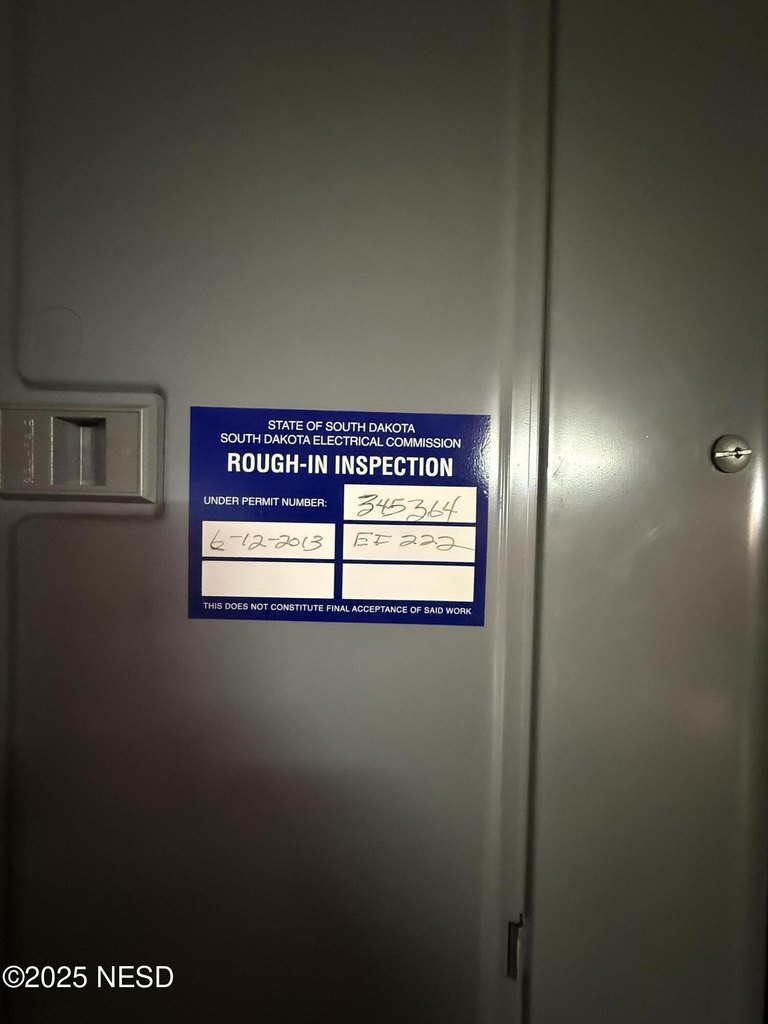 STATE OF SOUTH DAKOTA
SOUTH DAKOTA ELECTRICAL COMMISSION
ROUGH-IN INSPECTION
UNDER PERMIT NUMBER: 345364
6-12-2013 EI 222
THIS DOES NOT CONSTITUTE FINAL ACCEPTANCE OF SAID WORK
©2025 NESD